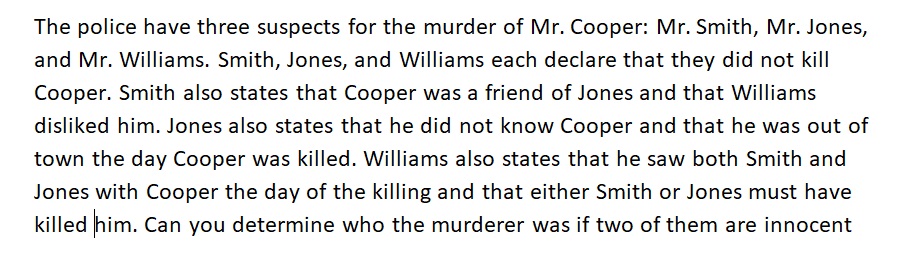 The police have three suspects for the murder of Mr. Cooper: Mr. Smith, Mr. Jones,
and Mr. Williams. Smith, Jones, and Williams each declare that they did not kill
Cooper. Smith also states that Cooper was a friend of Jones and that Williams
disliked him. Jones also states that he did not know Cooper and that he was out of
town the day Cooper was killed. Williams also states that he saw both Smith and
Jones with Cooper the day of the killing and that either Smith or Jones must have
killed him. Can you determine who the murderer was if two of them are innocent